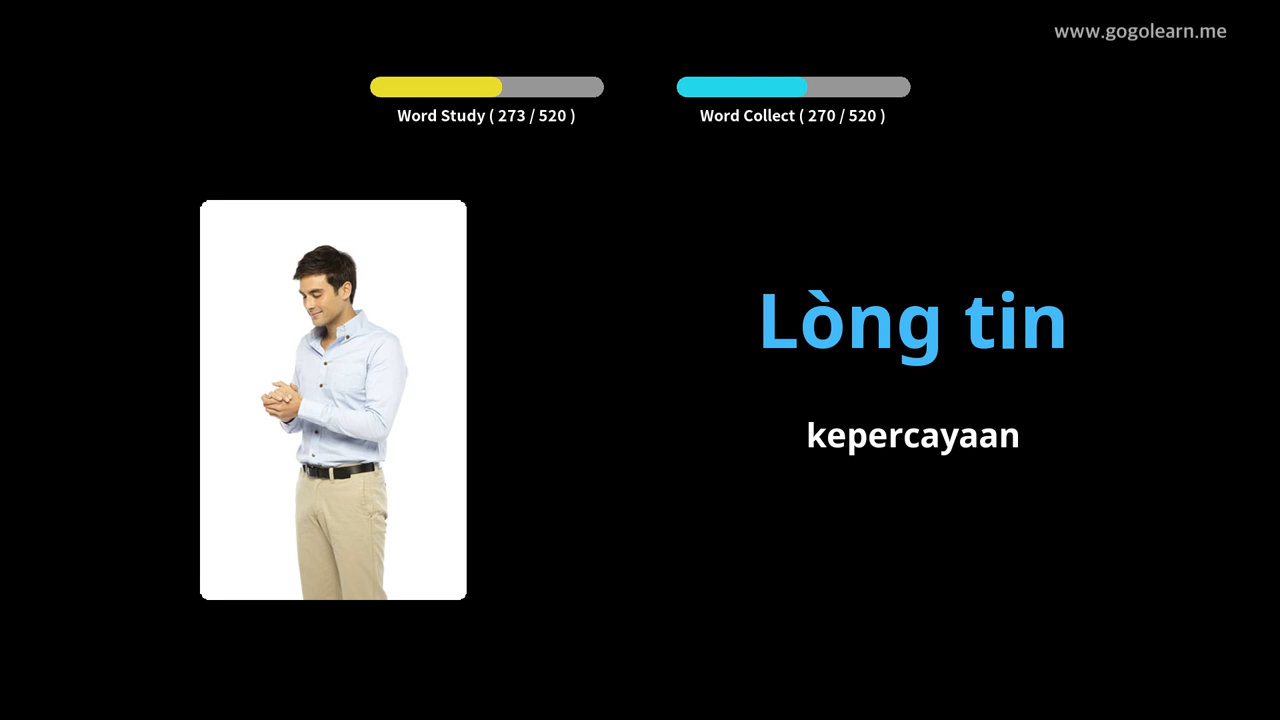 www.gogolearn.me
Word Study ( 273 / 520 )
Word Collect ( 270 / 520 )
Lòng tin
kepercayaan